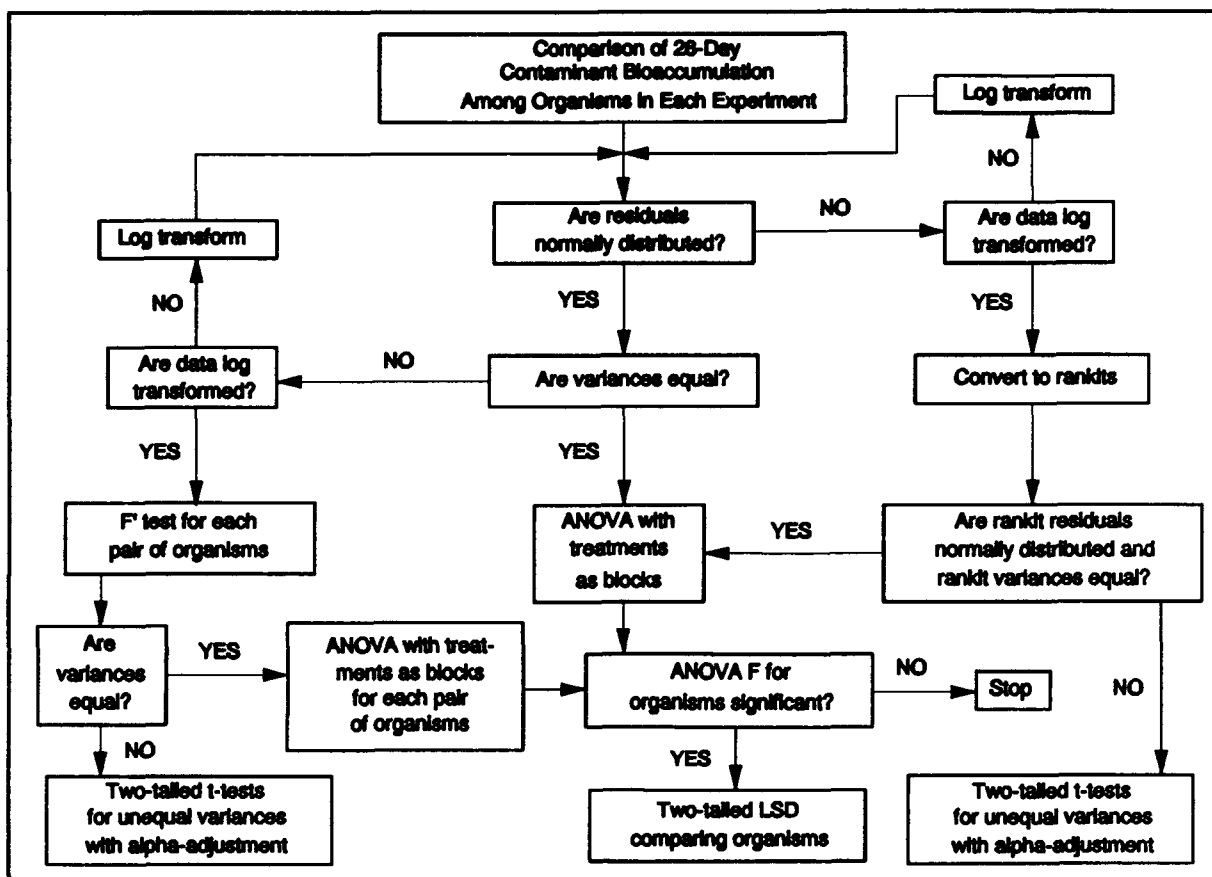 Comparison of 28-Day
Contaminant Bioaccumulation
Among Organisms in Each Experiment
Log transform
NO
Are residuals
normally distributed?
NO
Are data log
transformed?
Log transform
YES
YES
NO
Are data log
transformed?
NO
Are variances equal?
Convert to rankits
YES
YES
F' test for each
pair of organisms
ANOVA with
treatments
as blocks
YES
Are rankit residuals
normally distributed and
rankit variances equal?
Are
variances
equal?
YES
ANOVA with treat-
ments as blocks
for each pair
of organisms
ANOVA F for
organisms significant?
NO
Stop
NO
NO
YES
Two-tailed t-tests
for unequal variances
with alpha-adjustment
Two-tailed LSD
comparing organisms
Two-tailed t-tests
for unequal variances
with alpha-adjustment